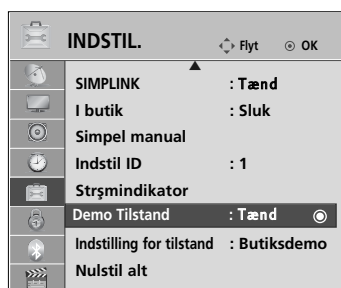 INDSTIL. Flyt OK
SIMPLINK : Tænd
I butik : Sluk
Simpel manual
Indstil ID : 1
Strşmindikator
Demo Tilstand : Tænd
Indstilling for tilstand : Butiksdemo
Nulstil alt